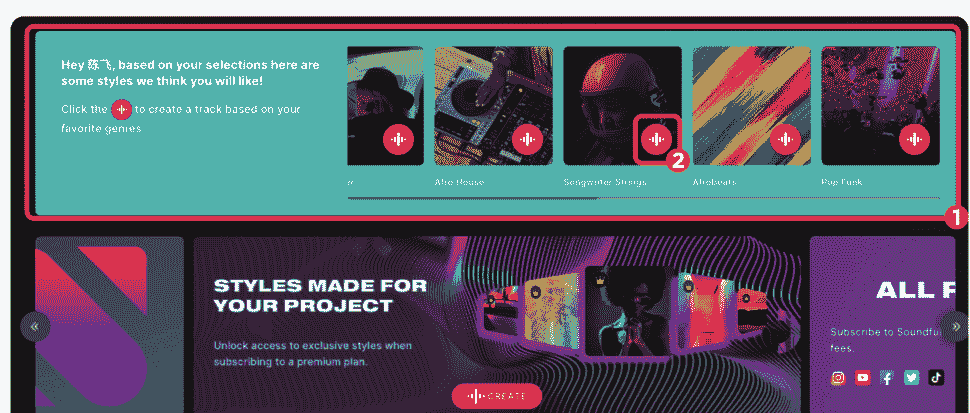 Hey 陈飞, based on your selections here are
some styles we think you will like!
Click the to create a track based on your
favorite genres
r
Afro House
Songwriter Strings
Afrobeats
Pop Funk
2
1
STYLES MADE FOR
YOUR PROJECT
Unlock access to exclusive styles when
subscribing to a premium plan.
CREATE
ALL F
Subscribe to Soundfu
fees.